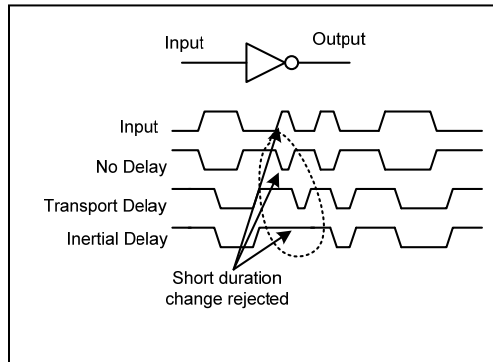 Input
Output
Input
No Delay
Transport Delay
Inertial Delay
Short duration
change rejected